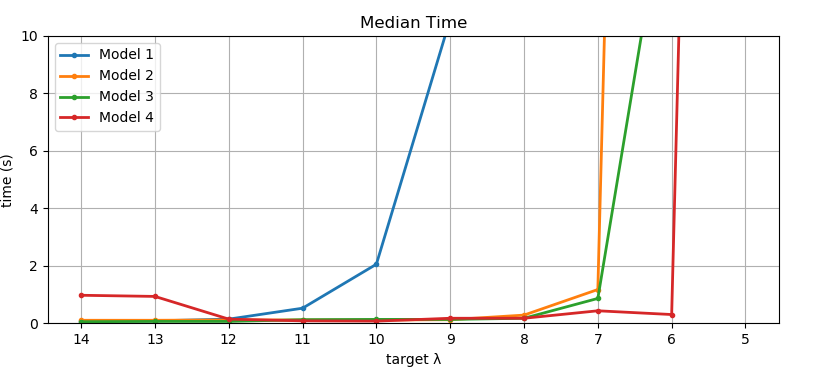 Median Time
time (s)
10
8
6
4
2
0
Model 1
Model 2
Model 3
Model 4
14 13 12 11 10 9 8 7 6 5
target λ